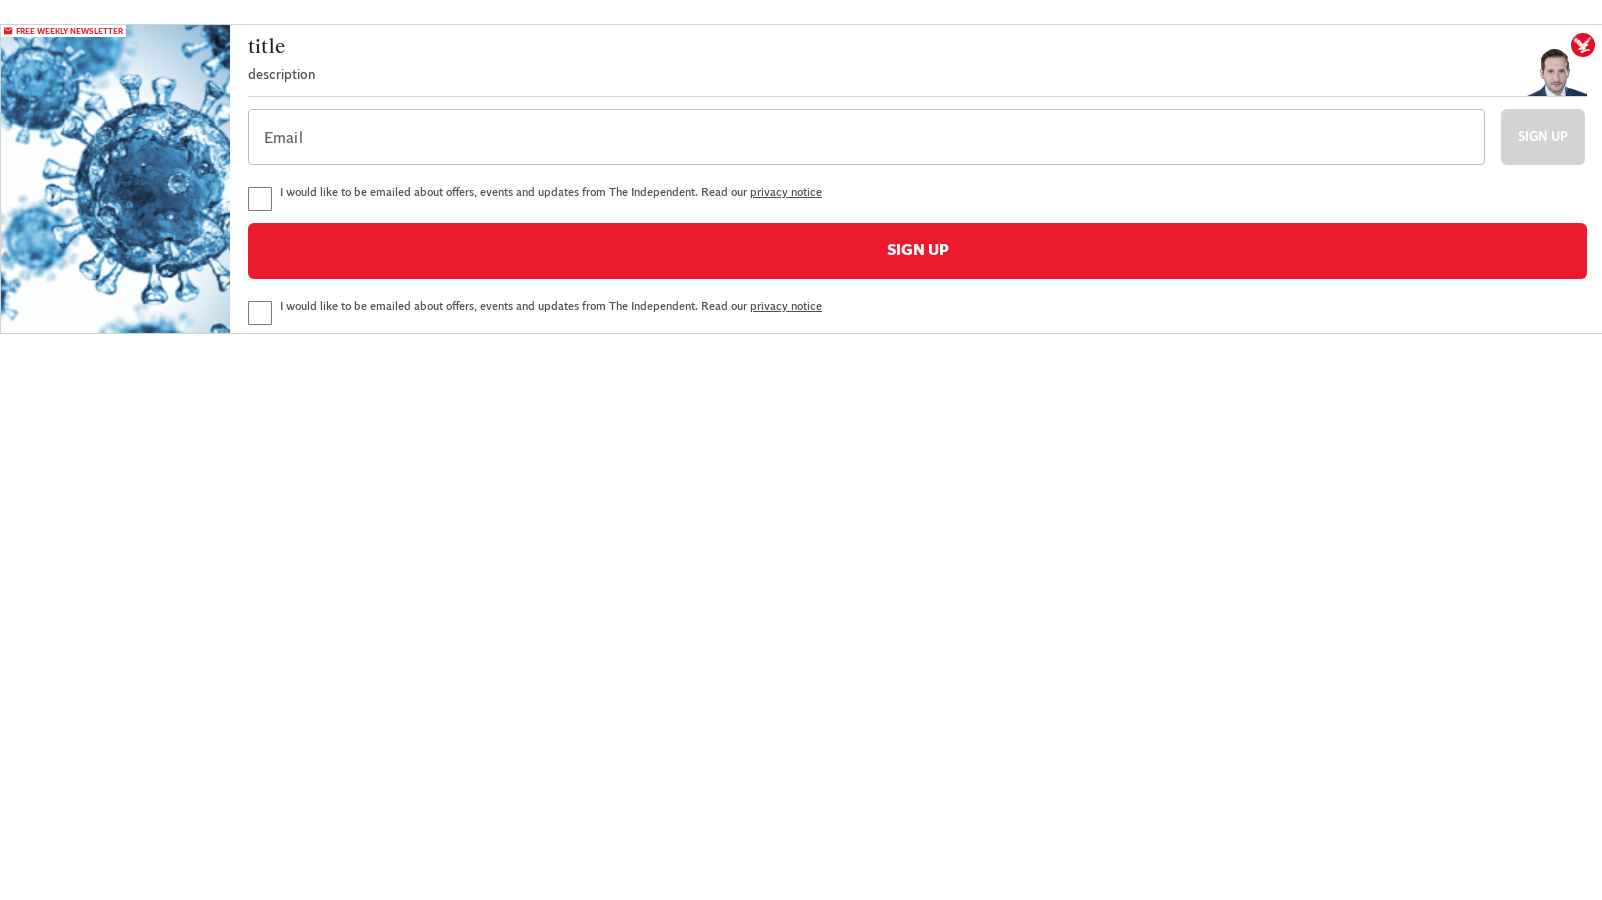 FREE WEEKLY NEWSLETTER
title
description
Email
SIGN UP
I would like to be emailed about offers, events and updates from The Independent. Read our privacy notice
SIGN UP
I would like to be emailed about offers, events and updates from The Independent. Read our privacy notice